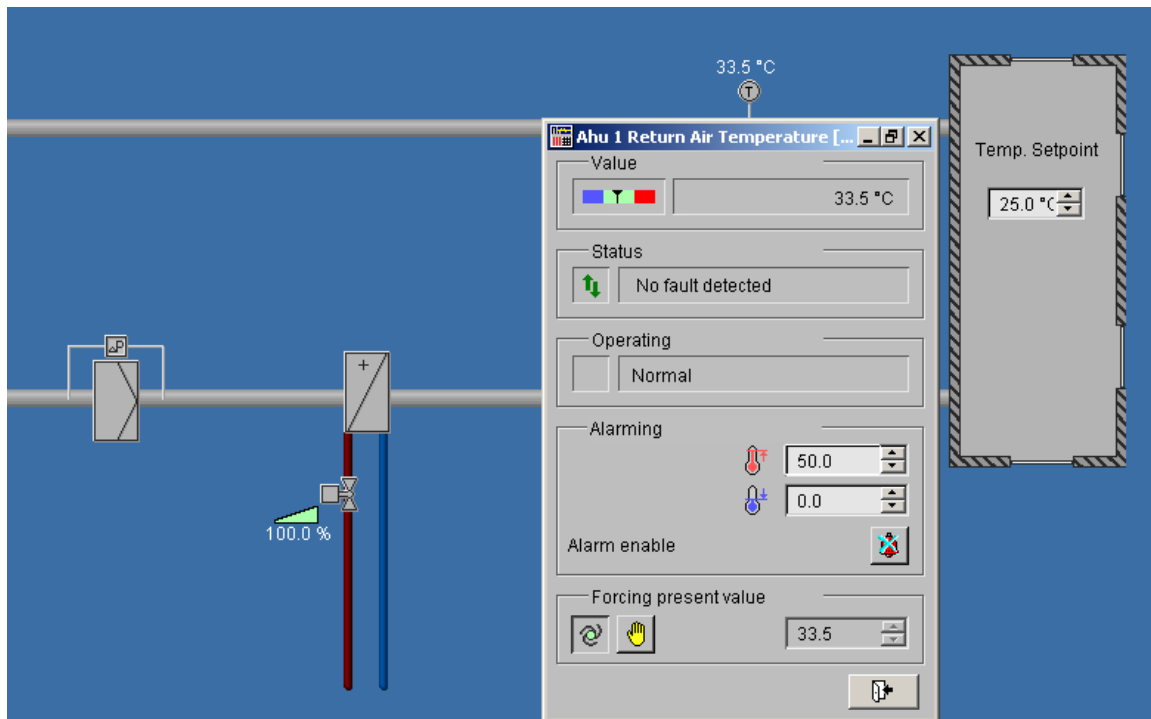 33.5 °C
T
Ahu 1 Return Air Temperature [...
Value
33.5 °C
Temp. Setpoint
25.0 °C
Status
No fault detected
Operating
Normal
P
+
Alarming
50.0
0.0
Alarm enable
100.0 %
Forcing present value
33.5